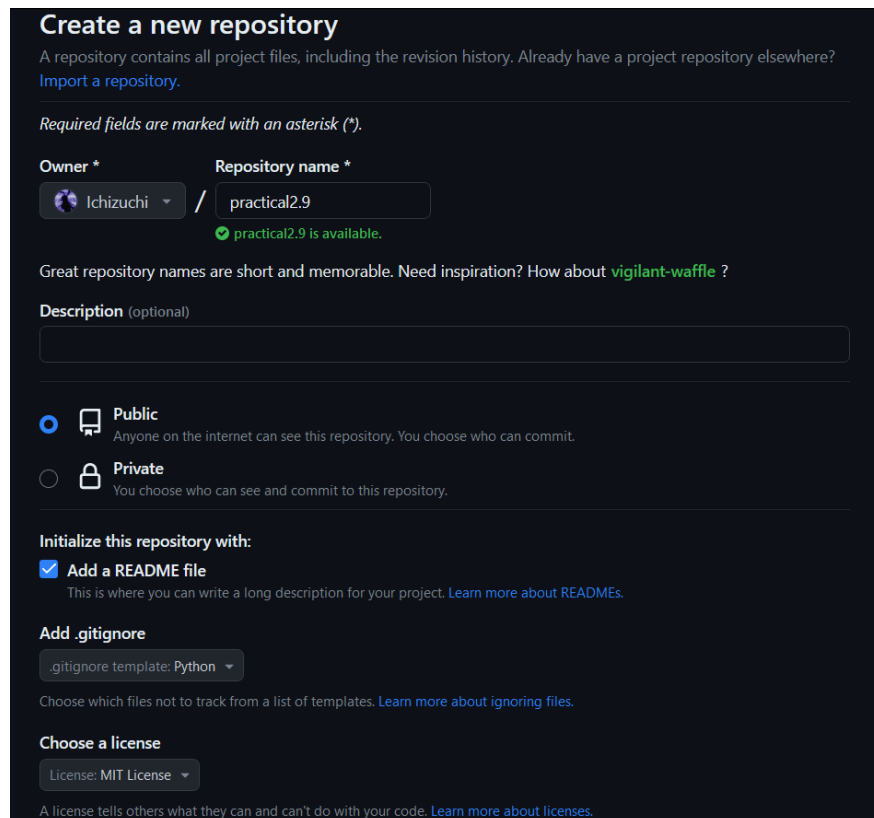 Create a new repository
A repository contains all project files, including the revision history. Already have a project repository elsewhere?
Import a repository.
Required fields are marked with an asterisk (*).
Owner * Repository name *
Ichizuchi / practical2.9
practical2.9 is available.
Great repository names are short and memorable. Need inspiration? How about vigilant-waffle ?
Description (optional)
Public
Anyone on the internet can see this repository. You choose who can commit.
Private
You choose who can see and commit to this repository.
Initialize this repository with:
Add a README file
This is where you can write a long description for your project. Learn more about READMEs.
Add .gitignore
.gitignore template: Python
Choose which files not to track from a list of templates. Learn more about ignoring files.
Choose a license
License: MIT License
A license tells others what they can and can't do with your code. Learn more about licenses.